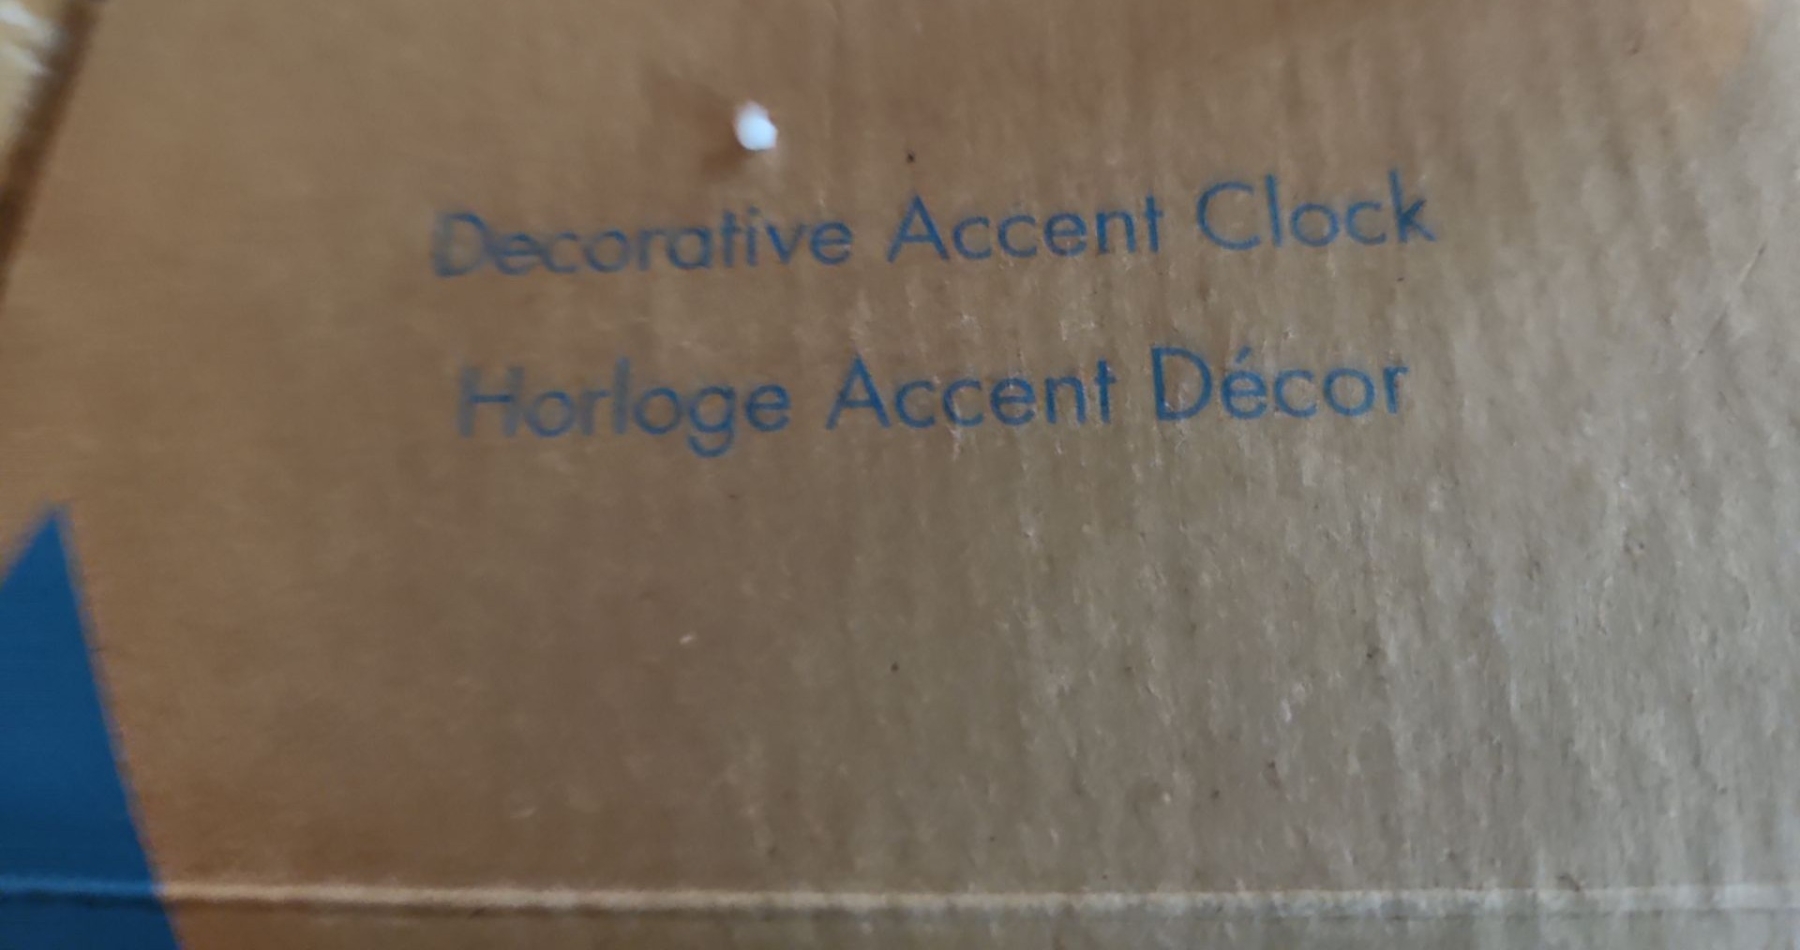 Decorative Accent Clock
Horloge Accent Décor